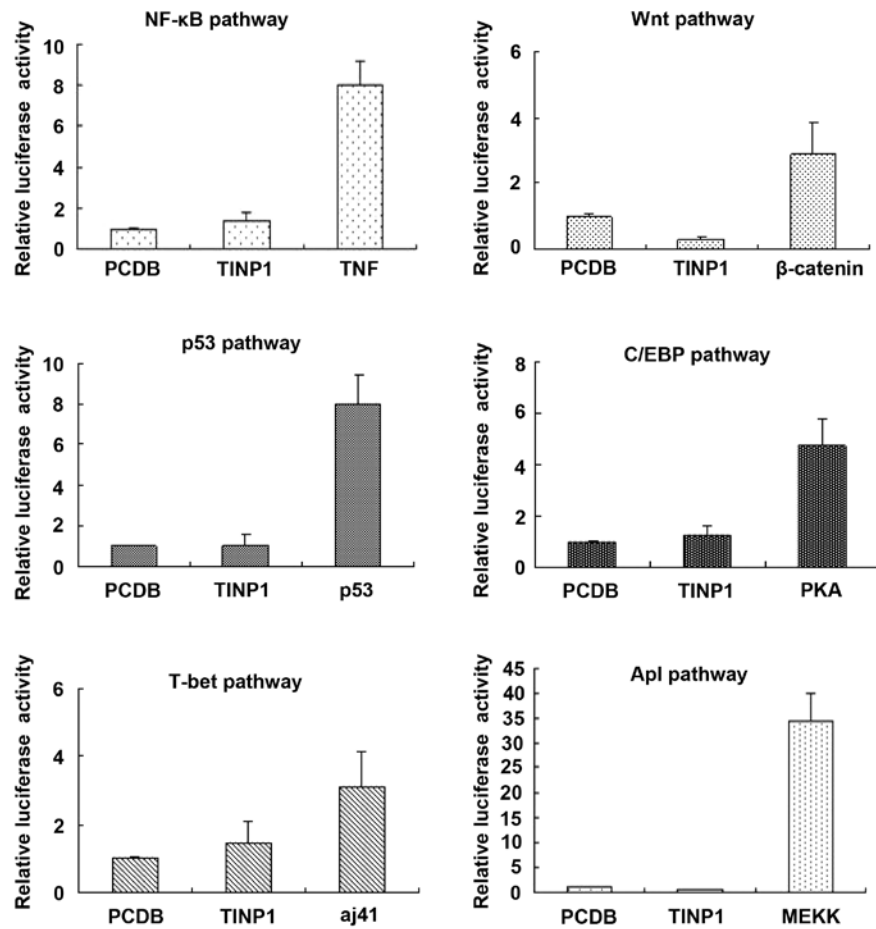 NF-κB pathway
Relative luciferase activity
10
8
6
4
2
0
PCDB TINP1 TNF
Wnt pathway
Relative luciferase activity
6
4
2
0
PCDB TINP1 β-catenin
p53 pathway
Relative luciferase activity
10
8
6
4
2
0
PCDB TINP1 p53
C/EBP pathway
Relative luciferase activity
8
6
4
2
0
PCDB TINP1 PKA
T-bet pathway
Relative luciferase activity
6
4
2
0
PCDB TINP1 aj41
ApI pathway
Relative luciferase activity
45
40
35
30
25
20
15
10
5
0
PCDB TINP1 MEKK